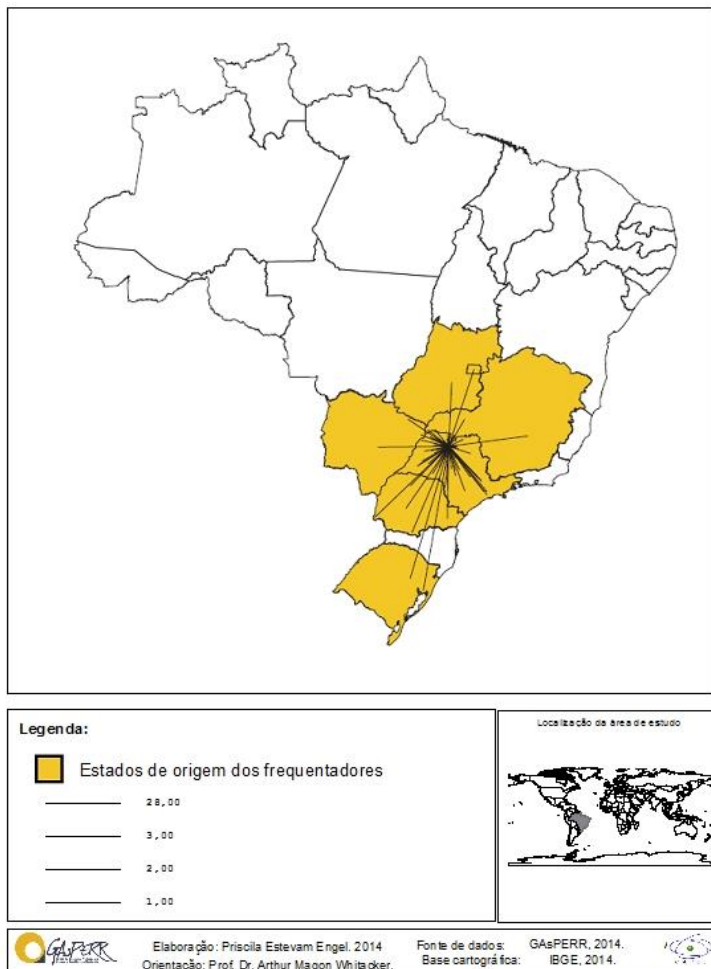 Legenda:
Estados de origem dos frequentadores
28,00
3,00
2,00
1,00
Localização da área de estudo
GAsPERR
Elaboração: Priscila Estevam Engel. 2014
Orientação: Prof. Dr. Arthur Magon Whitacker.
Fonte de dados: GAsPERR, 2014.
Base cartográfica: IBGE, 2014.